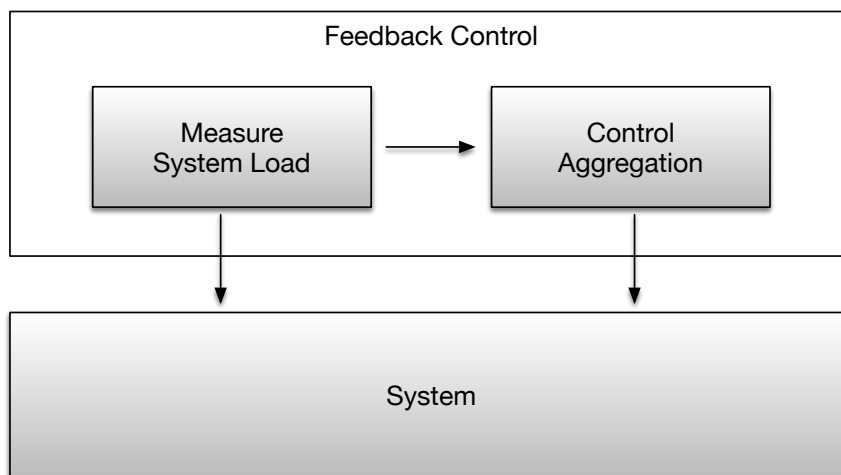 Feedback Control
Measure
System Load
Control
Aggregation
System